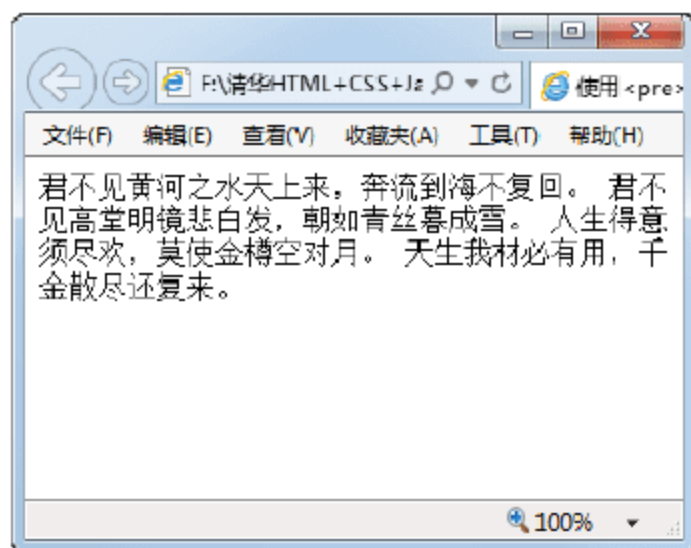 F:\清华HTML+CSS+Ja
使用 <pre>
文件(F) 编辑(E) 查看(V) 收藏夹(A) 工具(T) 帮助(H)
君不见黄河之水天上来，奔流到海不复回。 君不
见高堂明镜悲白发，朝如青丝暮成雪。 人生得意
须尽欢，莫使金樽空对月。 天生我材必有用，千
金散尽还复来。
100%